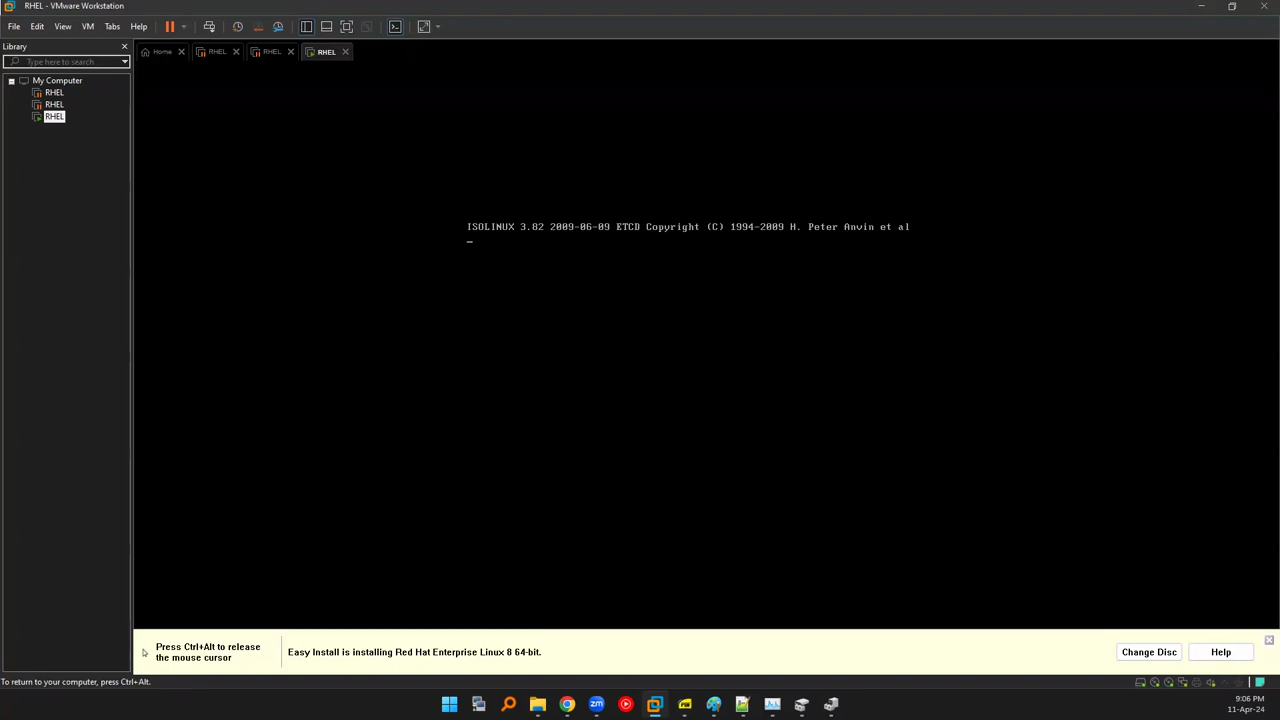 RHEL - VMware Workstation
File Edit View VM Tabs Help
Library
Type here to search
Home RHEL RHEL RHEL
My Computer
RHEL
RHEL
RHEL
ISOLINUX 3.82 2009-06-09 ETCD Copyright (C) 1994-2009 H. Peter Anvin et al
Press Ctrl+Alt to release
the mouse cursor
Easy Install is installing Red Hat Enterprise Linux 8 64-bit.
Change Disc
Help
To return to your computer, press Ctrl+Alt.
zm
9:06 PM
11-Apr-24